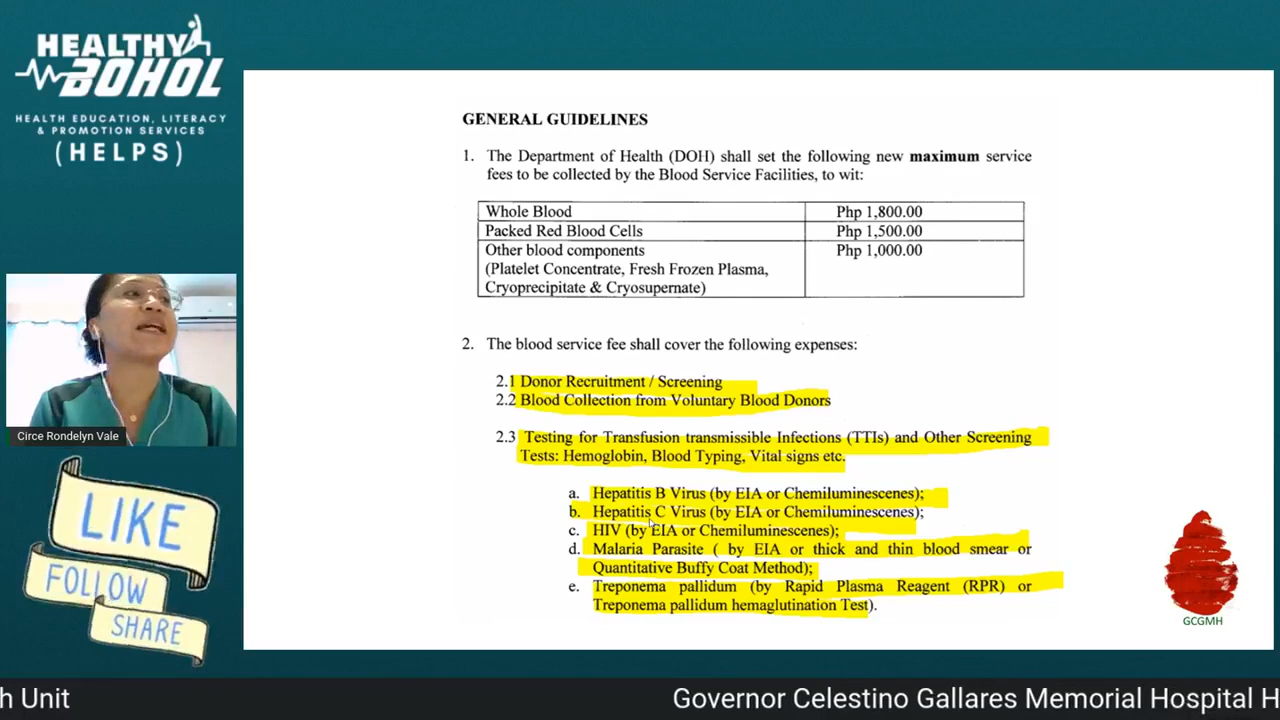 HEALTHY
BOHOL
HEALTH EDUCATION, LITERACY
& PROMOTION SERVICES
(HELPS)
GENERAL GUIDELINES
1. The Department of Health (DOH) shall set the following new maximum service
fees to be collected by the Blood Service Facilities, to wit:
Whole Blood Php 1,800.00
Packed Red Blood Cells Php 1,500.00
Other blood components Php 1,000.00
(Platelet Concentrate, Fresh Frozen Plasma,
Cryoprecipitate & Cryosupernate)
2. The blood service fee shall cover the following expenses:
2.1 Donor Recruitment / Screening
2.2 Blood Collection from Voluntary Blood Donors
2.3 Testing for Transfusion transmissible Infections (TTIs) and Other Screening
Tests: Hemoglobin, Blood Typing, Vital signs etc.
a. Hepatitis B Virus (by EIA or Chemiluminescenes);
b. Hepatitis C Virus (by EIA or Chemiluminescenes);
c. HIV (by EIA or Chemiluminescenes);
d. Malaria Parasite ( by EIA or thick and thin blood smear or
Quantitative Buffy Coat Method);
e. Treponema pallidum (by Rapid Plasma Reagent (RPR) or
Treponema pallidum hemaglutination Test).
Circe Rondelyn Vale
LIKE
FOLLOW
SHARE
GCGMH
h Unit
Governor Celestino Gallares Memorial Hospital H